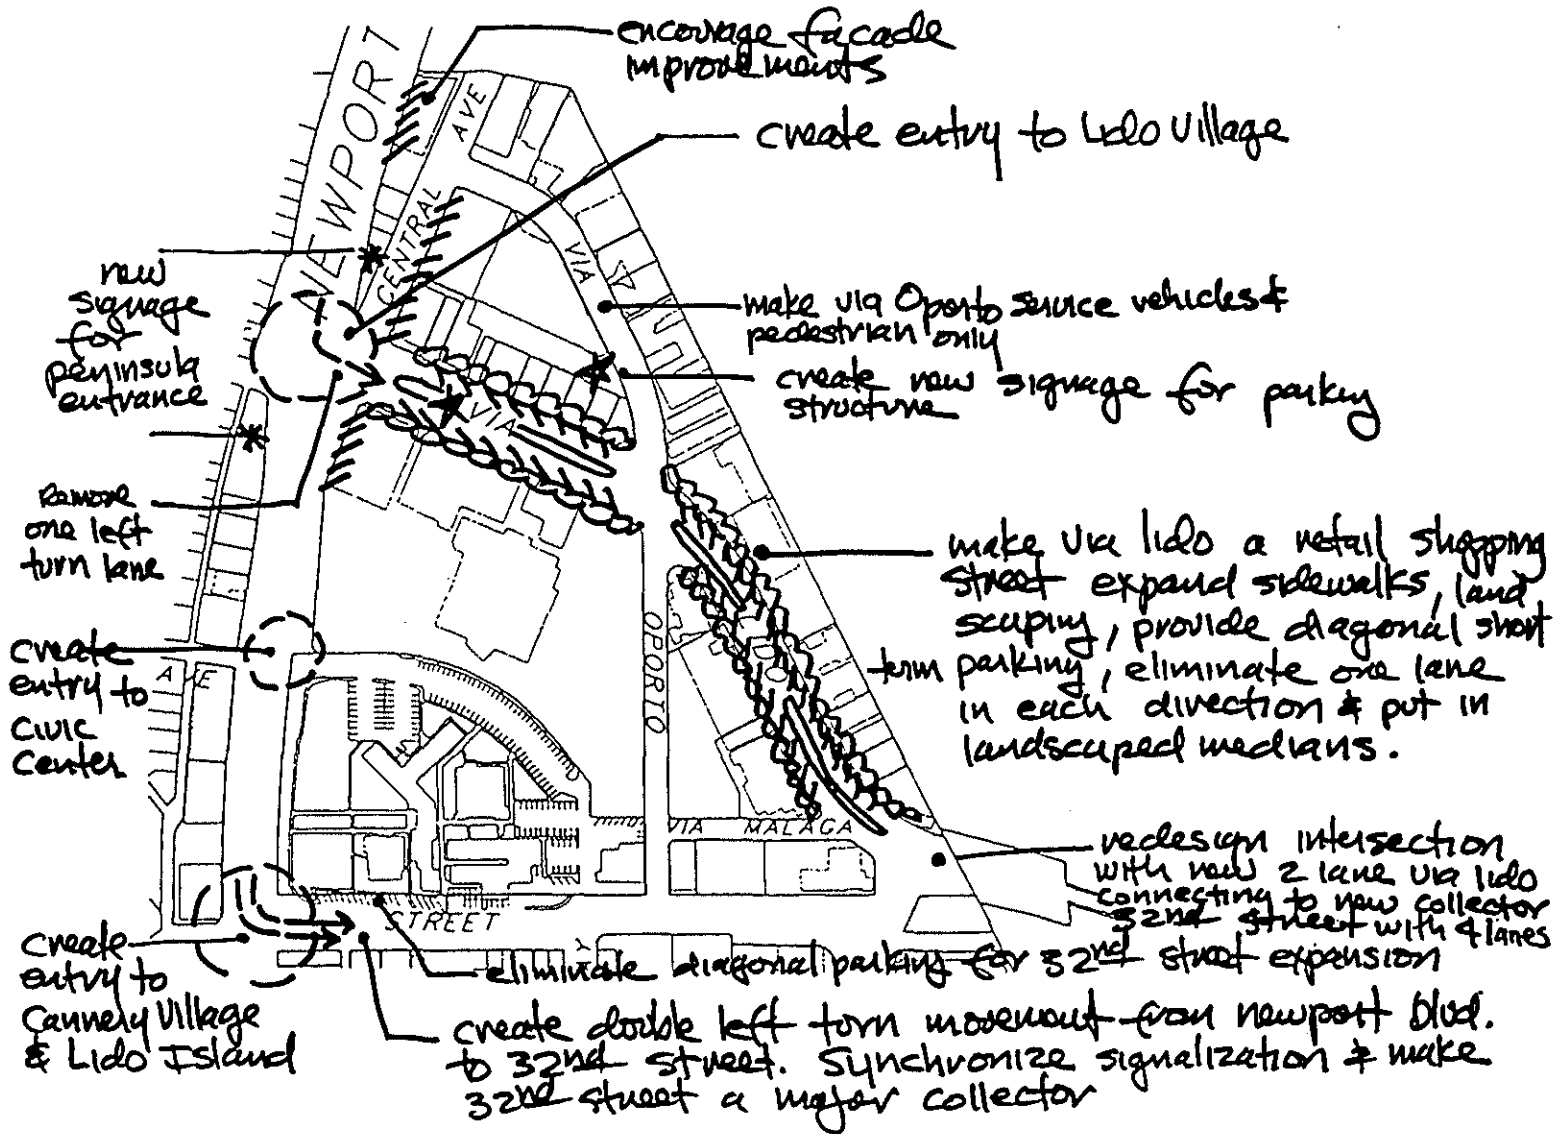 encourage facade
improvements
create entry to Lido Village
NEWPORT
AVE
CENTRAL
VIA
new
signage
for
peninsula
entrance
make via Oporto service vehicles &
pedestrian only
create new signage for parking
structure
VIA
Remove
one left
turn lane
make via lido a retail shopping
street expand sidewalks, land
scaping, provide diagonal short
term parking, eliminate one lane
in each direction & put in
landscaped medians.
OPORTO
create
entry to
civic
center
AVE
VIA MALAGA
redesign intersection
with new 2 lane via lido
connecting to new collector
32nd street with 4 lanes
STREET
create
entry to
Cannery Village
& Lido Island
eliminate diagonal parking for 32nd street expansion
create double left turn movement from newport blvd.
to 32nd street. Synchronize signalization & make
32nd street a major collector